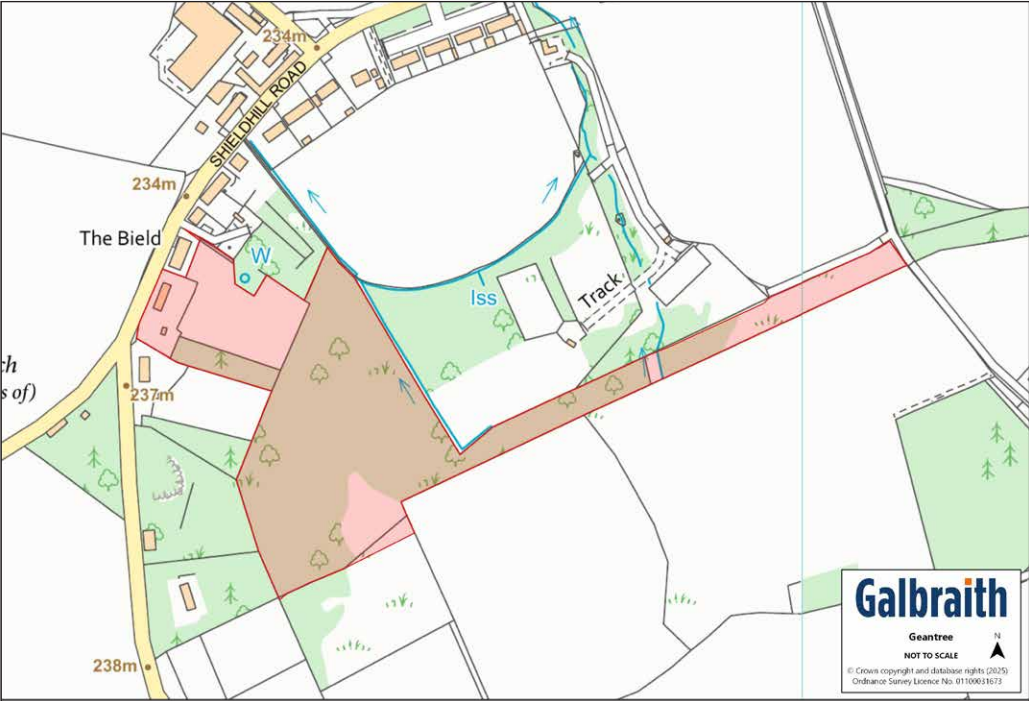 234m
SHIELDHILL ROAD
234m
The Bield
W
Iss
Track
ch
s of)
237m
238m
Galbraith
Geantree
N
NOT TO SCALE
© Crown copyright and database rights (2025)
Ordnance Survey Licence No. 01100031673